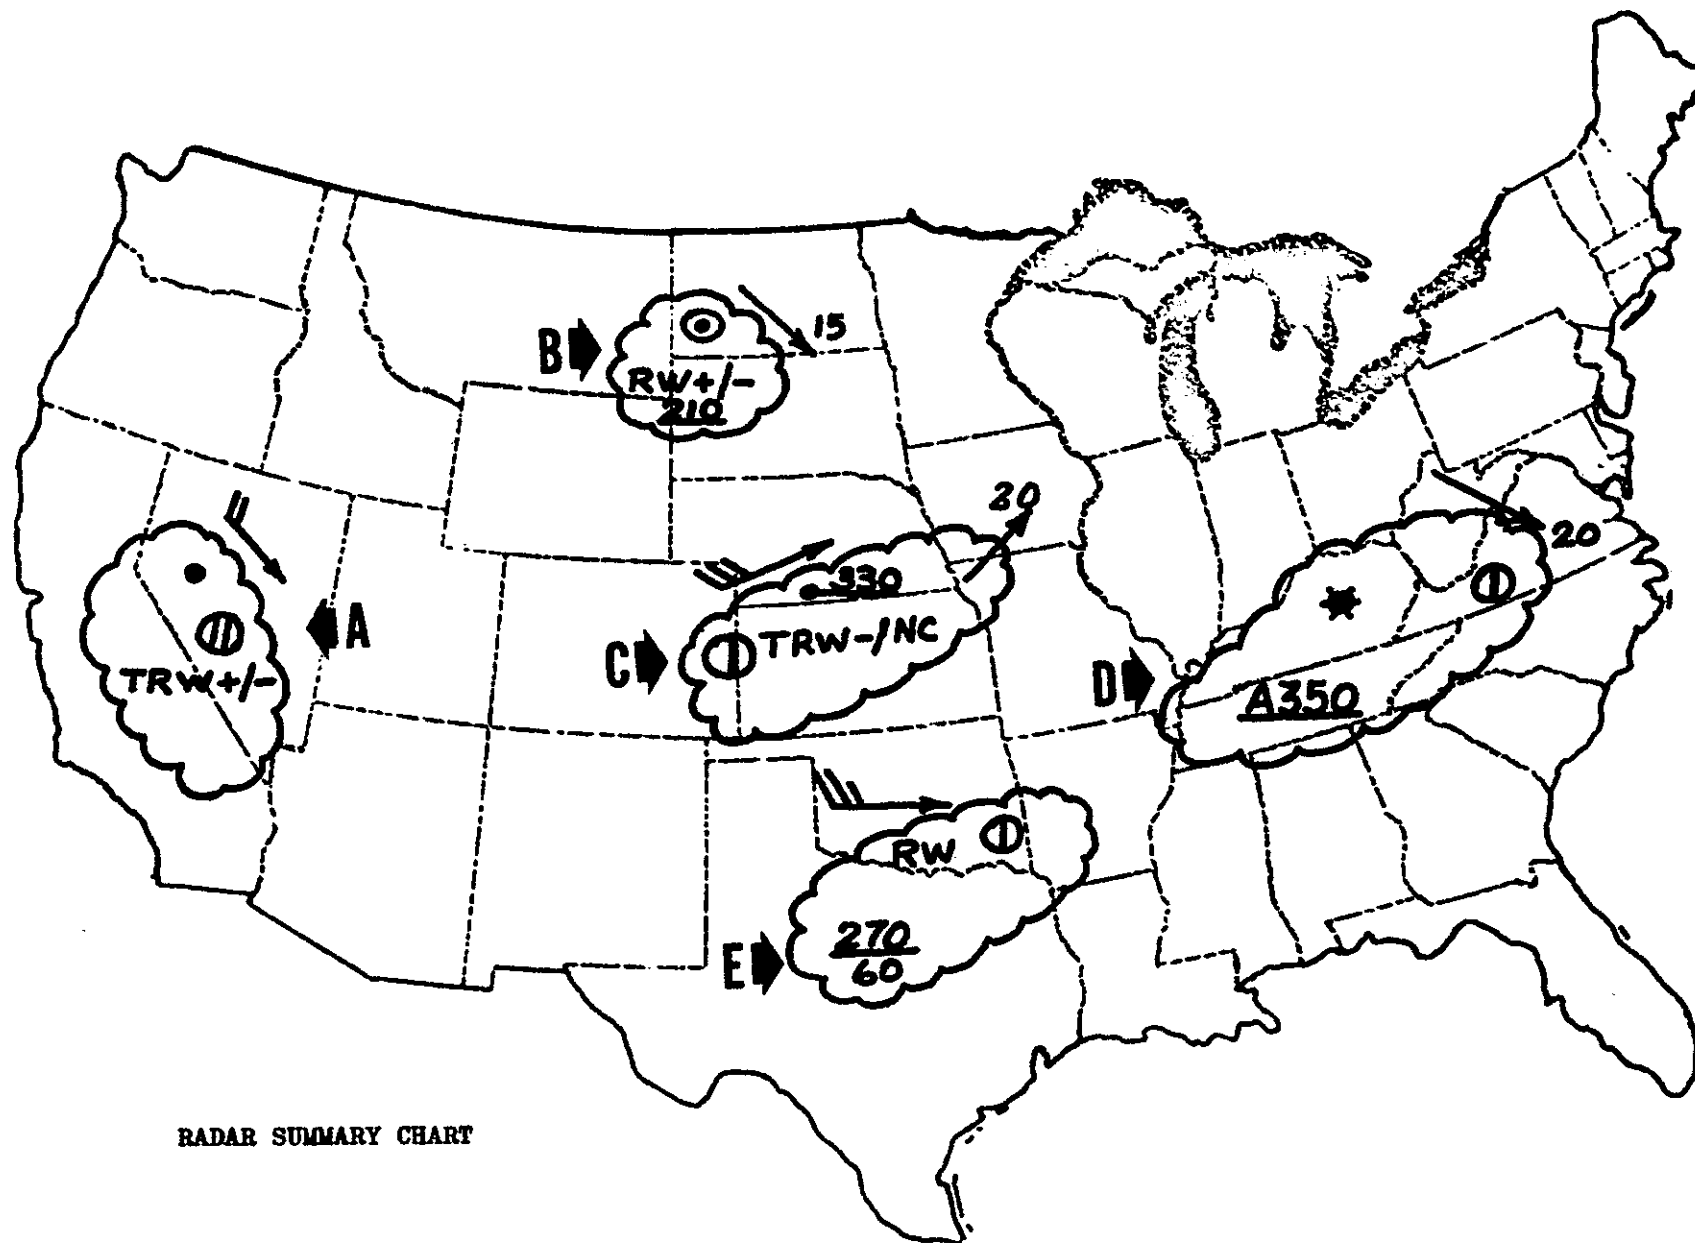 15
B
RW+/-
210
20
A
TRW+/-
330
C
TRW-/NC
20
D
A350
RW
E
270
60
RADAR SUMMARY CHART